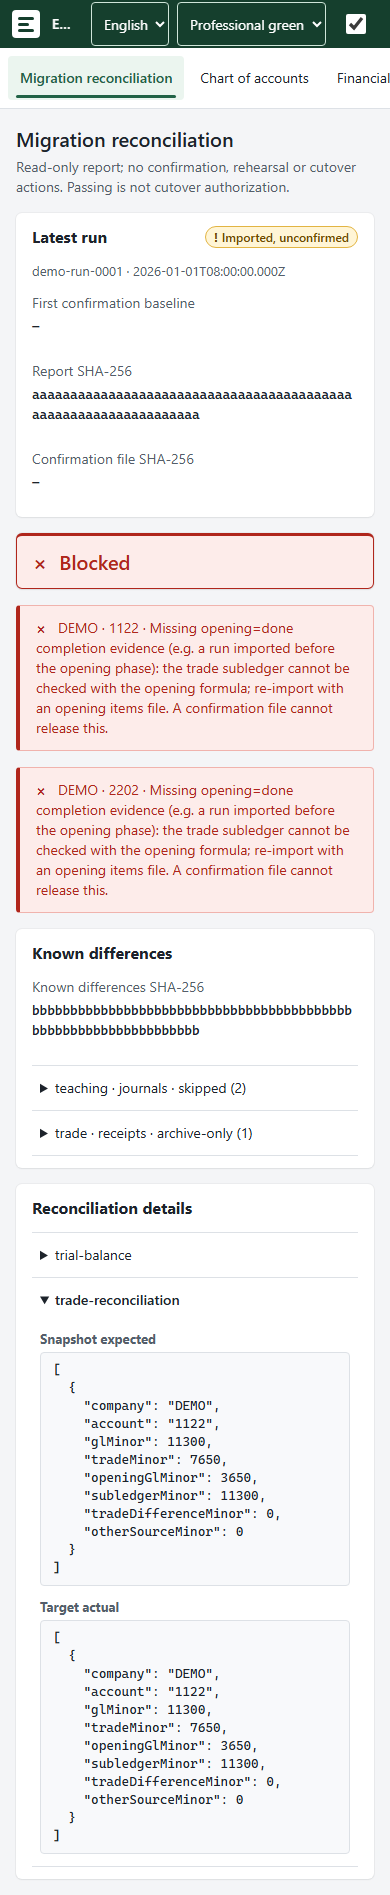 E...
English
Professional green
Migration reconciliation
Chart of accounts
Financial
Migration reconciliation
Read-only report; no confirmation, rehearsal or cutover
actions. Passing is not cutover authorization.
Latest run
! Imported, unconfirmed
demo-run-0001 · 2026-01-01T08:00:00.000Z
First confirmation baseline
–
Report SHA-256
aaaaaaaaaaaaaaaaaaaaaaaaaaaaaaaaaaaaaaaaaa
aaaaaaaaaaaaaaaaaaaaaa
Confirmation file SHA-256
–
× Blocked
× DEMO · 1122 · Missing opening=done
completion evidence (e.g. a run imported before
the opening phase): the trade subledger cannot be
checked with the opening formula; re-import with
an opening items file. A confirmation file cannot
release this.
× DEMO · 2202 · Missing opening=done
completion evidence (e.g. a run imported before
the opening phase): the trade subledger cannot be
checked with the opening formula; re-import with
an opening items file. A confirmation file cannot
release this.
Known differences
Known differences SHA-256
bbbbbbbbbbbbbbbbbbbbbbbbbbbbbbbbbbbbbbbbbb
bbbbbbbbbbbbbbbbbbbbbb
▶ teaching · journals · skipped (2)
▶ trade · receipts · archive-only (1)
Reconciliation details
▶ trial-balance
▼ trade-reconciliation
Snapshot expected
[
  {
    "company": "DEMO",
    "account": "1122",
    "glMinor": 11300,
    "tradeMinor": 7650,
    "openingGlMinor": 3650,
    "subledgerMinor": 11300,
    "tradeDifferenceMinor": 0,
    "otherSourceMinor": 0
  }
]
Target actual
[
  {
    "company": "DEMO",
    "account": "1122",
    "glMinor": 11300,
    "tradeMinor": 7650,
    "openingGlMinor": 3650,
    "subledgerMinor": 11300,
    "tradeDifferenceMinor": 0,
    "otherSourceMinor": 0
  }
]